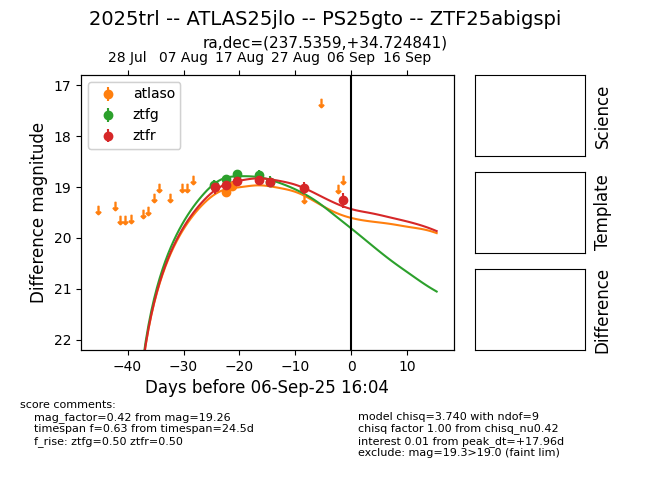 2025trl -- ATLAS25jlo -- PS25gto -- ZTF25abigspi
ra,dec=(237.5359,+34.724841)
28 Jul 07 Aug 17 Aug 27 Aug 06 Sep 16 Sep
atlaso
ztfg
ztfr
17
18
19
20
21
22
Difference magnitude
−40 −30 −20 −10 0 10
Days before 06-Sep-25 16:04
Science
Template
Difference
score comments:
mag_factor=0.42 from mag=19.26
timespan f=0.63 from timespan=24.5d
f_rise: ztfg=0.50 ztfr=0.50
model chisq=3.740 with ndof=9
chisq factor 1.00 from chisq_nu0.42
interest 0.01 from peak_dt=+17.96d
exclude: mag=19.3>19.0 (faint lim)